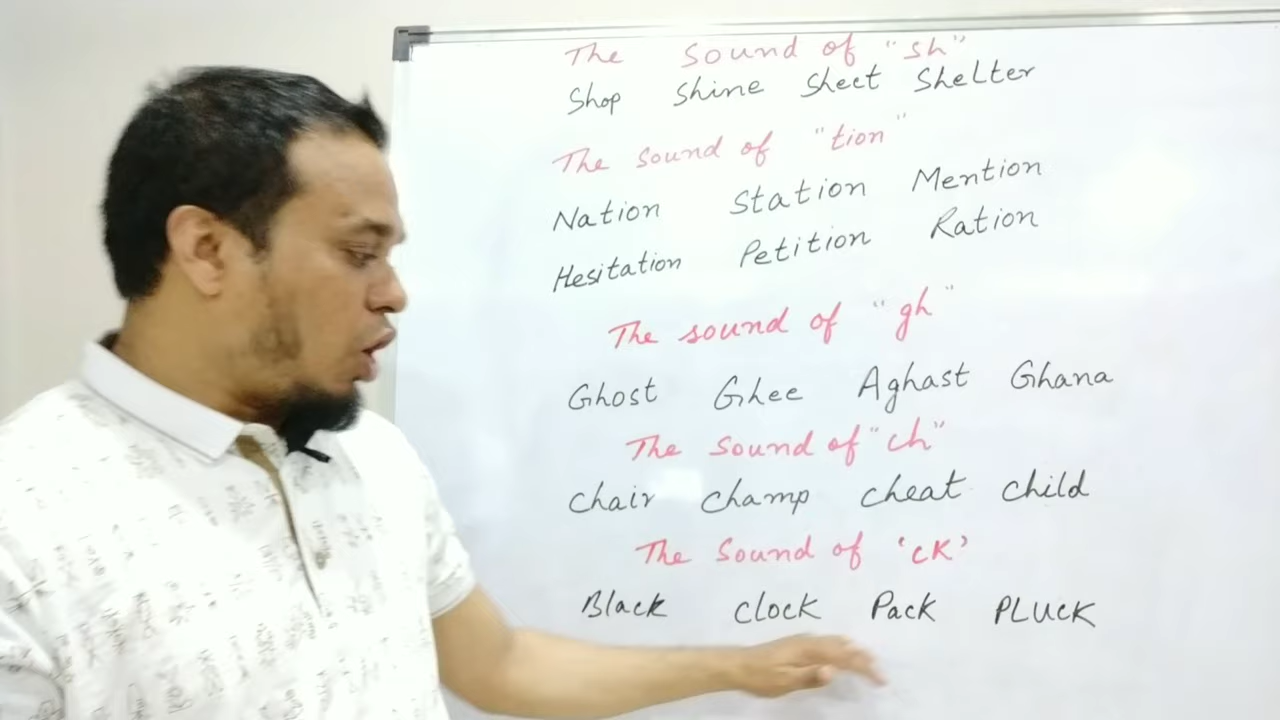 The sound of "sh"
Shop Shine Sheet Shelter
The sound of "tion"
Nation Station Mention
Hesitation Petition Ration
The sound of "gh"
Ghost Ghee Aghast Ghana
The sound of "ch"
Chair Champ Cheat Child
The Sound of 'cK'
Black Clock Pack PLUCK